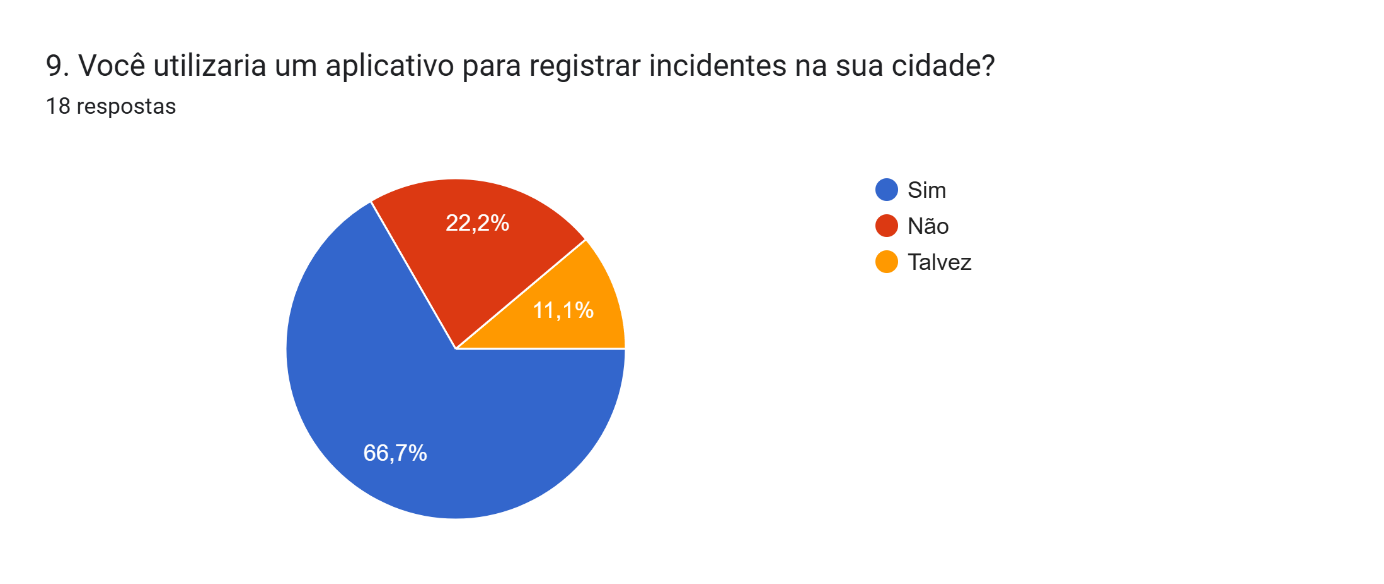 9. Você utilizaria um aplicativo para registrar incidentes na sua cidade?
18 respostas
Sim
Não
Talvez
22,2%
11,1%
66,7%